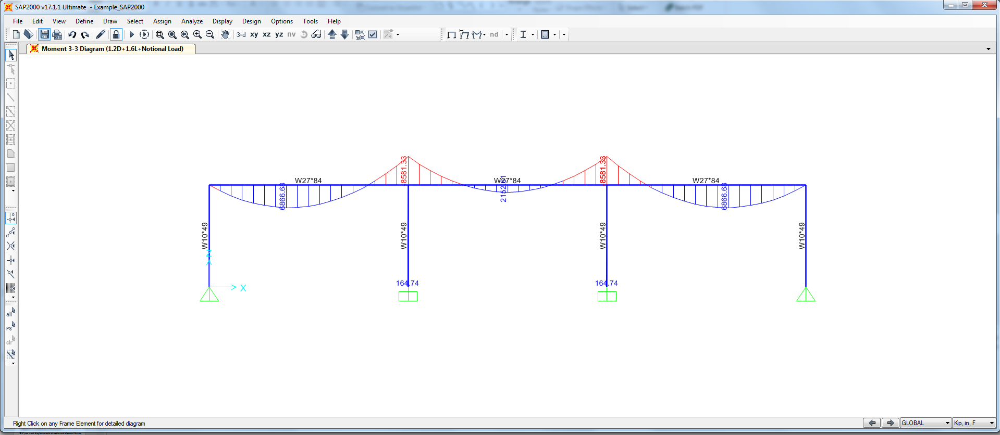 SAP2000 v17.1.1 Ultimate - Example_SAP2000
File Edit View Define Draw Select Assign Analyze Display Design Options Tools Help
3-d xy xz yz nv nd
Moment 3-3 Diagram (1.2D+1.6L+Notional Load)
-8581.33
-8581.33
W27*84
W27*84
W27*84
6866.68
2152.61
6866.68
W10*49
W10*49
W10*49
W10*49
Z
X
164.74
164.74
all
PS
clr
Right Click on any Frame Element for detailed diagram
GLOBAL
Kip, in, F